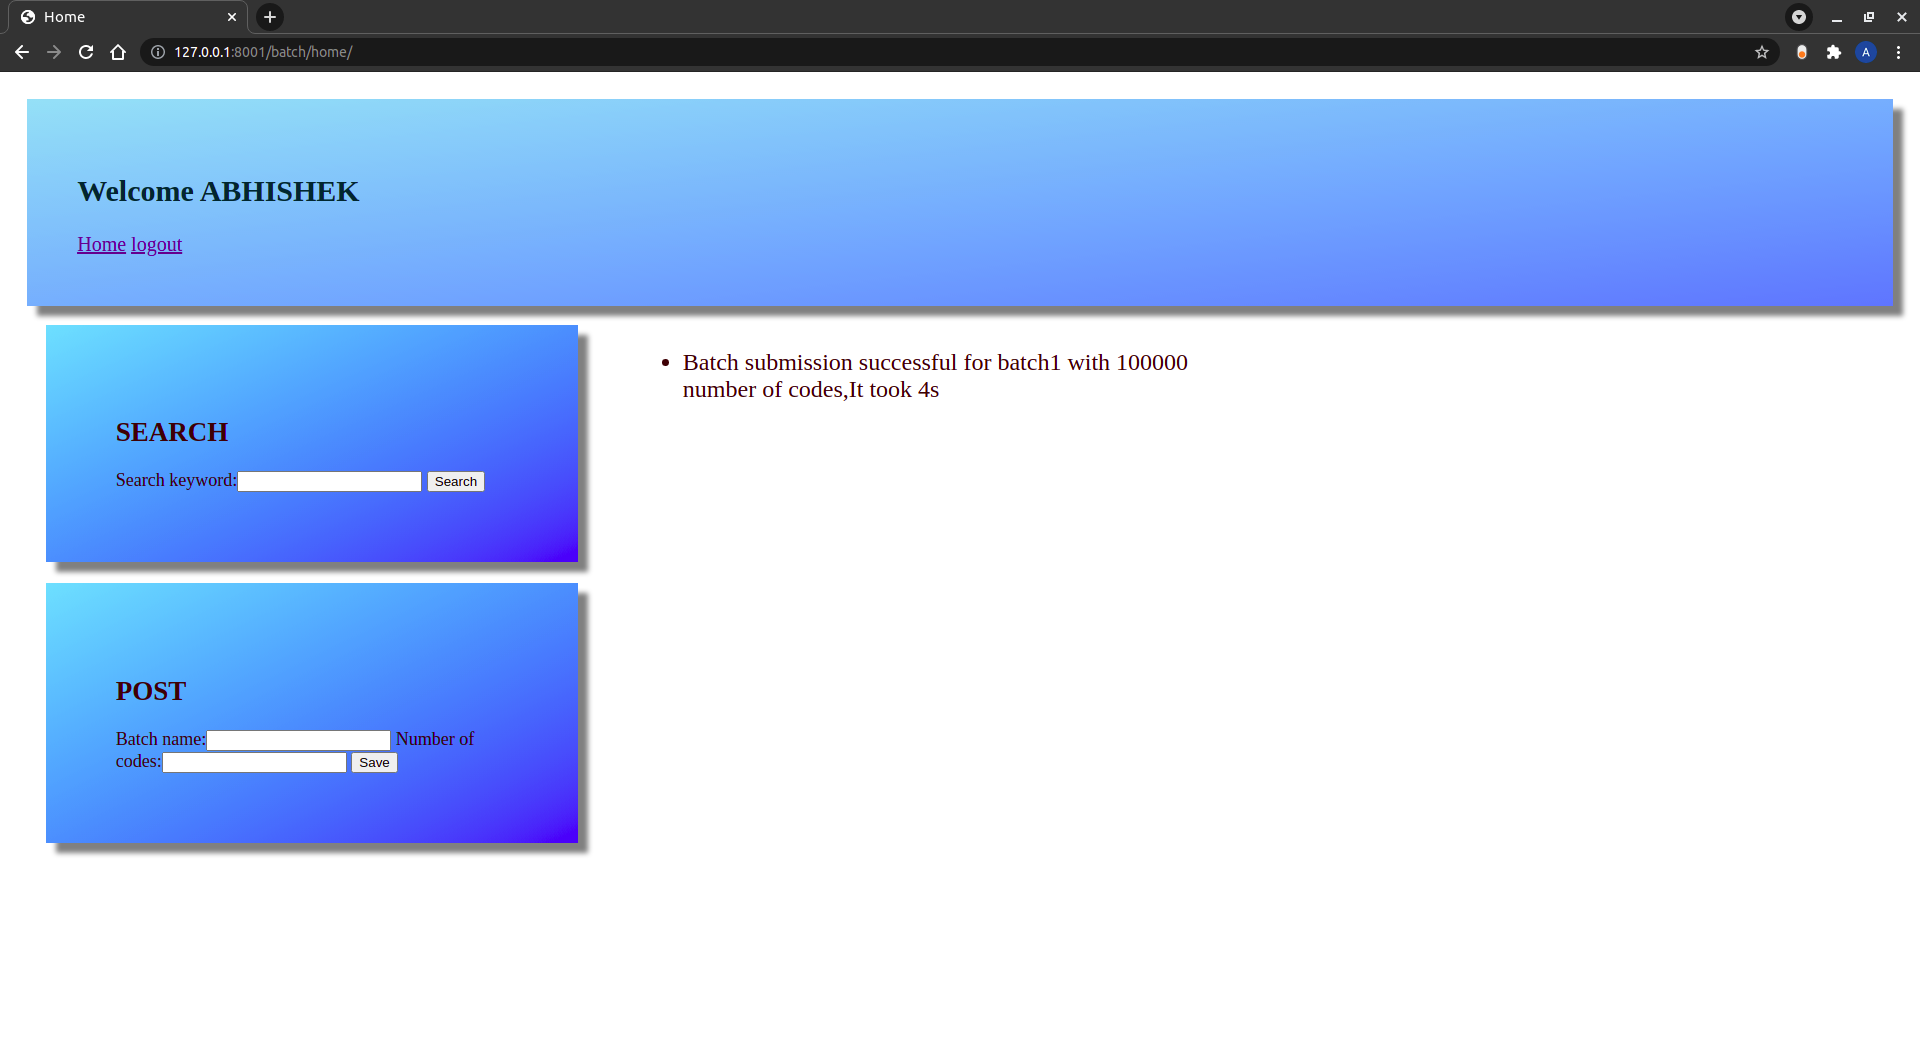 Home
127.0.0.1:8001/batch/home/
A
Welcome ABHISHEK
Home logout
SEARCH
Search keyword: Search
Batch submission successful for batch1 with 100000
number of codes,It took 4s
POST
Batch name: Number of
codes: Save